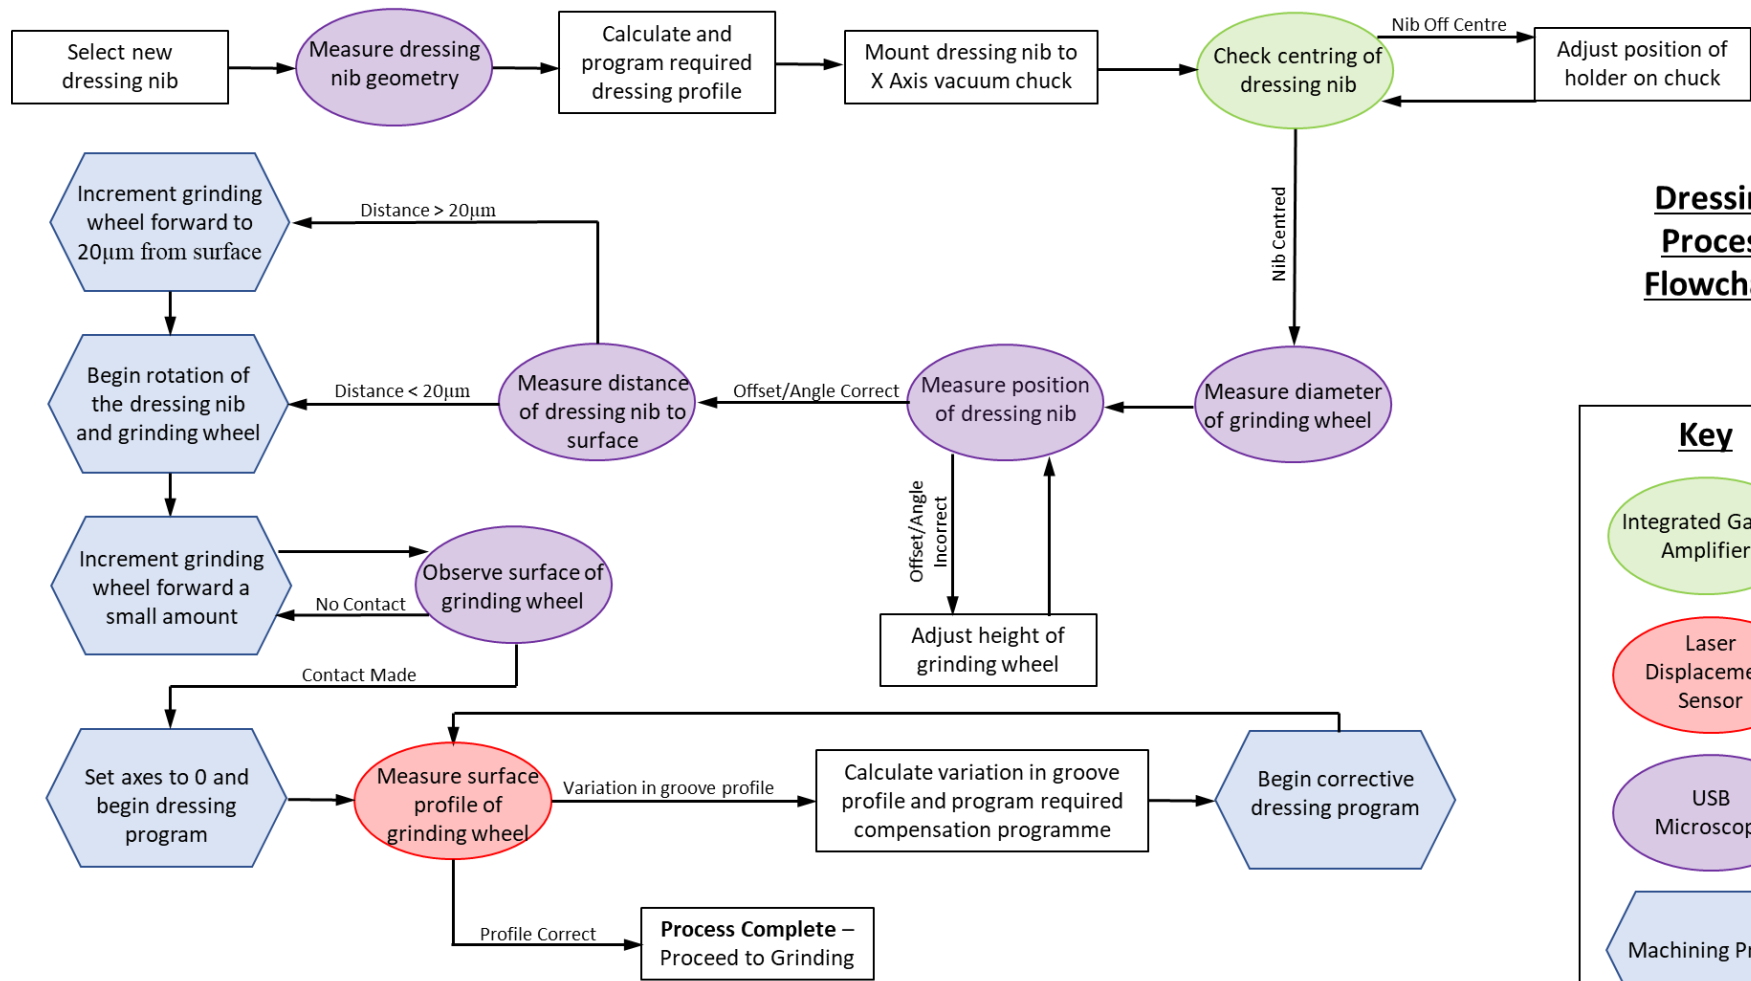 Select new
dressing nib
Measure dressing
nib geometry
Calculate and
program required
dressing profile
Mount dressing nib to
X Axis vacuum chuck
Check centring of
dressing nib
Nib Off Centre
Adjust position of
holder on chuck
Nib Centred
Increment grinding
wheel forward to
20μm from surface
Distance > 20μm
Begin rotation of
the dressing nib
and grinding wheel
Distance < 20μm
Measure distance
of dressing nib to
surface
Offset/Angle Correct
Measure position
of dressing nib
Measure diameter
of grinding wheel
Offset/Angle
Incorrect
Adjust height of
grinding wheel
Increment grinding
wheel forward a
small amount
No Contact
Observe surface of
grinding wheel
Contact Made
Set axes to 0 and
begin dressing
program
Measure surface
profile of
grinding wheel
Variation in groove profile
Calculate variation in groove
profile and program required
compensation programme
Begin corrective
dressing program
Profile Correct
Process Complete –
Proceed to Grinding
Key
Integrated
Amplifier
Laser
Sensor
USB
Machining